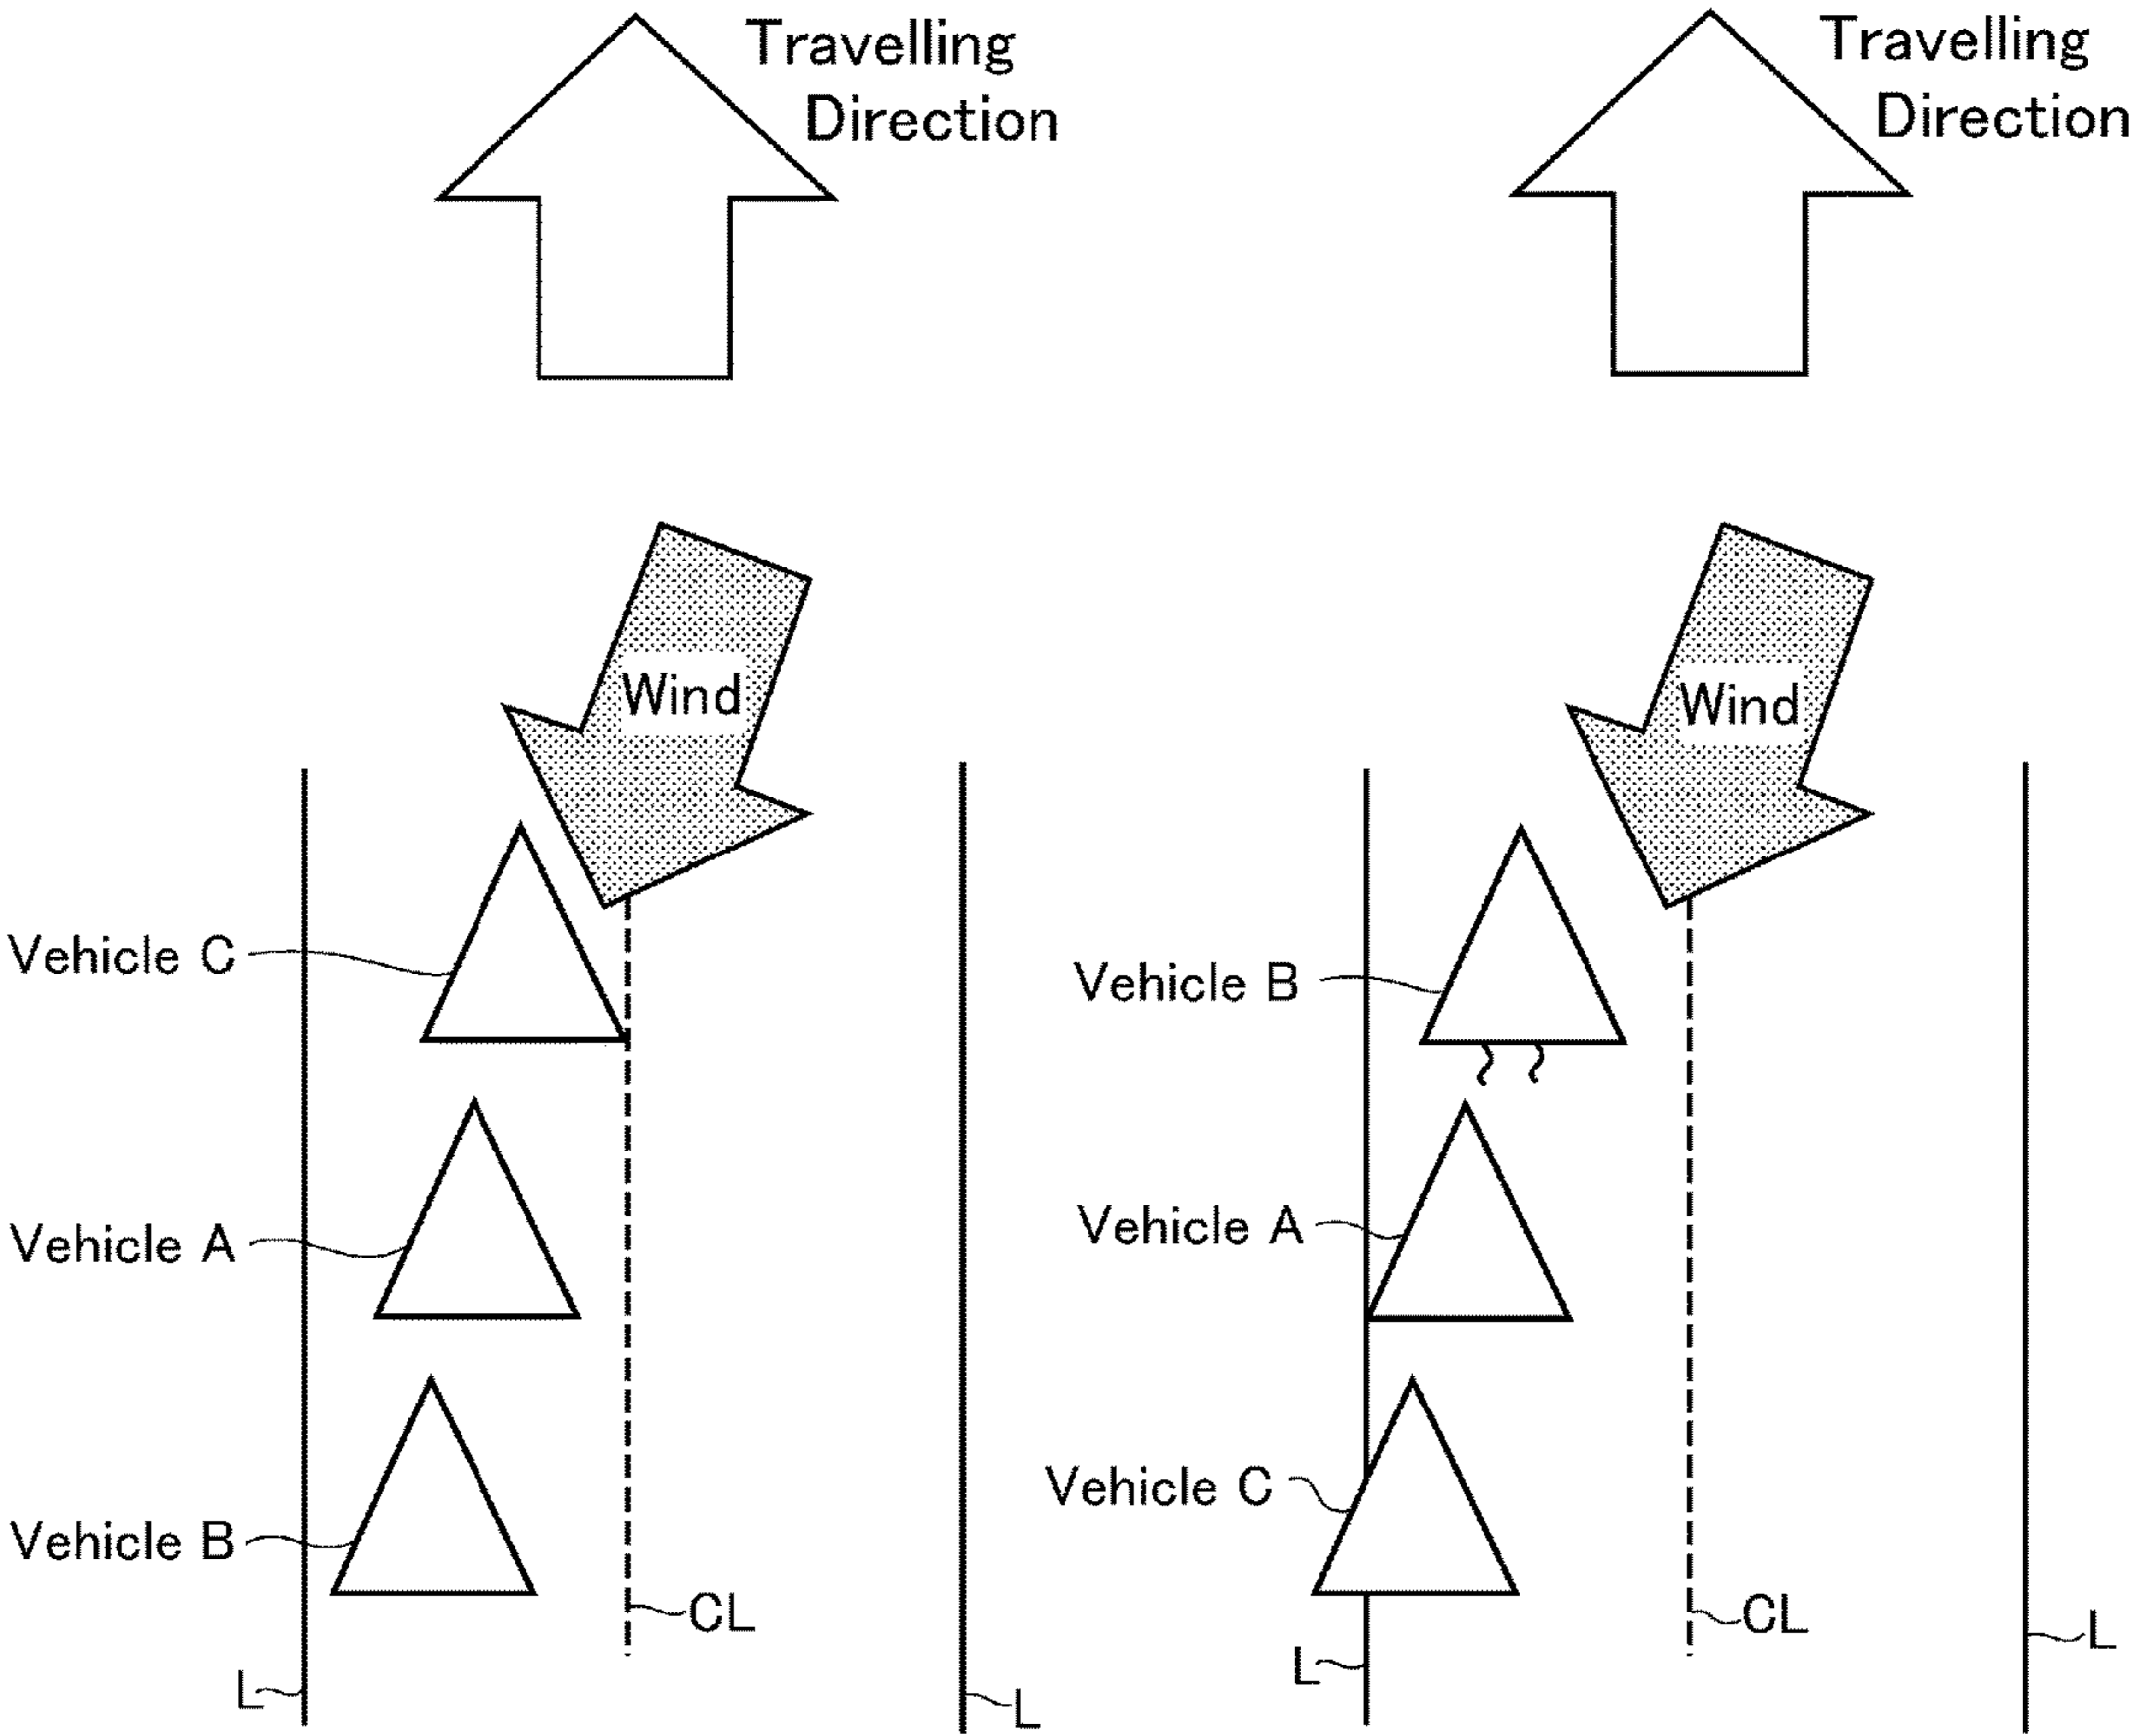 Travelling
Direction
Wind
Vehicle C
Vehicle A
Vehicle B
CL
L
L
Travelling
Direction
Wind
Vehicle B
Vehicle A
Vehicle C
CL
L
L